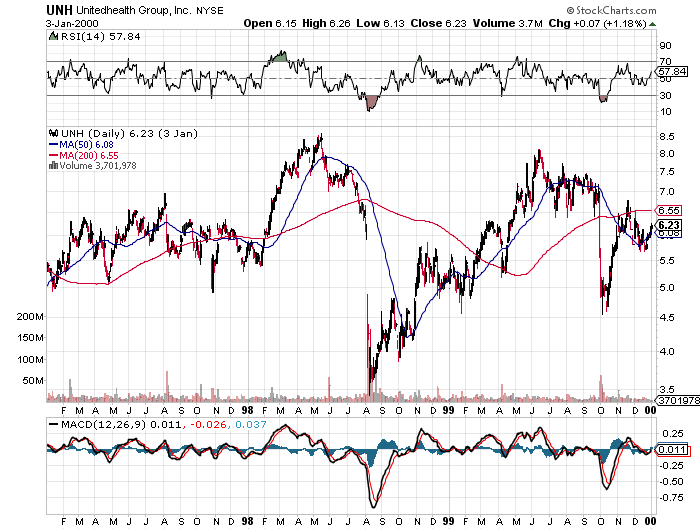 UNH Unitedhealth Group, Inc. NYSE
© StockCharts.com
3-Jan-2000
Open 6.15 High 6.26 Low 6.13 Close 6.23 Volume 3.7M Chg +0.07 (+1.18%)
RSI(14) 57.84
90
70
57.84
50
30
10
UNH (Daily) 6.23 (3 Jan)
MA(50) 6.08
MA(200) 6.55
Volume 3,701,978
8.5
8.0
7.5
7.0
6.55
6.23
6.08
5.5
5.0
4.5
4.0
3.5
200M
150M
100M
50M
3701978
F M A M J J A S O N D 98 F M A M J J A S O N D 99 F M A M J J A S O N D 00
MACD(12,26,9) 0.011, -0.026, 0.037
0.25
0.011
-0.25
-0.50
-0.75
F M A M J J A S O N D 98 F M A M J J A S O N D 99 F M A M J J A S O N D 00